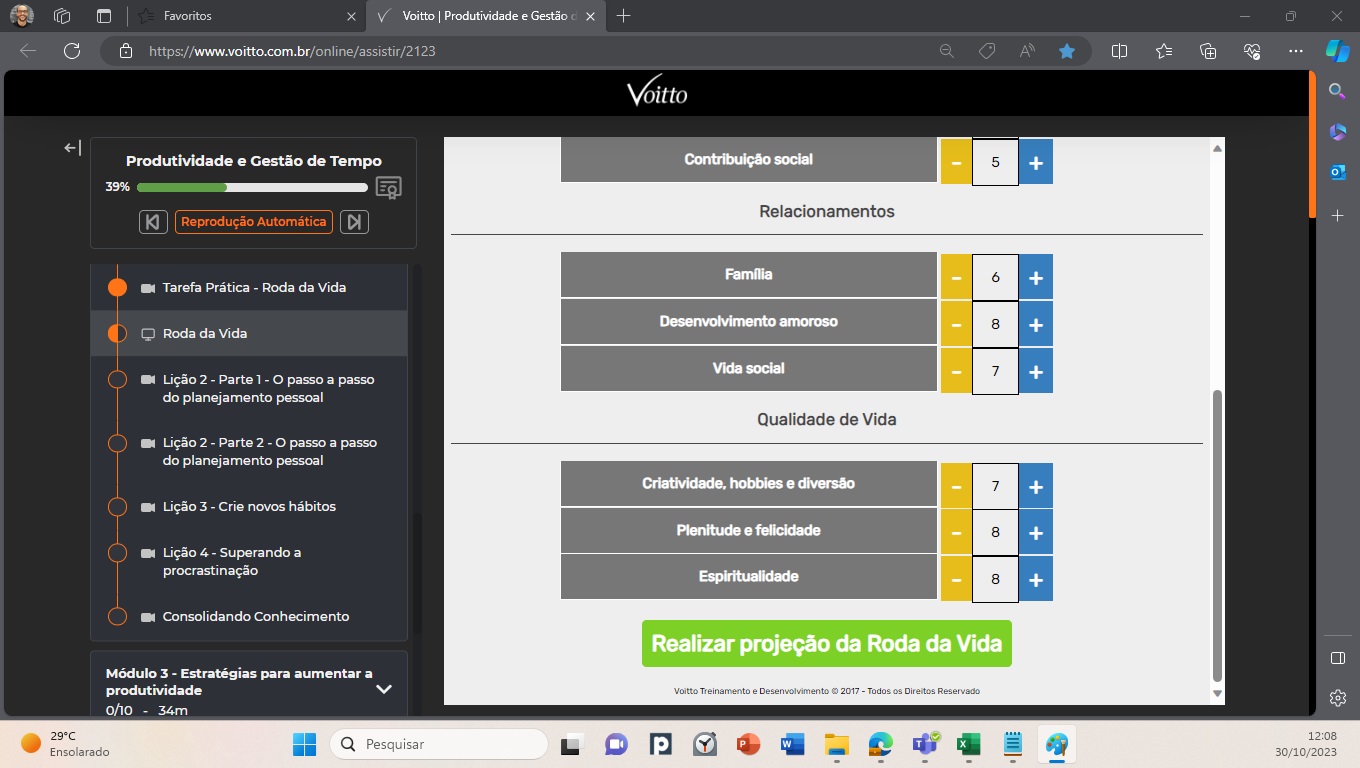 Favoritos
Voitto | Produtividade e Gestão d
https://www.voitto.com.br/online/assistir/2123
Voitto
Produtividade e Gestão de Tempo
39%
Reprodução Automática
Tarefa Prática - Roda da Vida
Roda da Vida
Lição 2 - Parte 1 - O passo a passo
do planejamento pessoal
Lição 2 - Parte 2 - O passo a passo
do planejamento pessoal
Lição 3 - Crie novos hábitos
Lição 4 - Superando a
procrastinação
Consolidando Conhecimento
Módulo 3 - Estratégias para aumentar a
produtividade
0/10 - 34m
Contribuição social - 5 +
Relacionamentos
Família - 6 +
Desenvolvimento amoroso - 8 +
Vida social - 7 +
Qualidade de Vida
Criatividade, hobbies e diversão - 7 +
Plenitude e felicidade - 8 +
Espiritualidade - 8 +
Realizar projeção da Roda da Vida
Voitto Treinamento e Desenvolvimento © 2017 - Todos os Direitos Reservado
29°C
Ensolarado
Pesquisar
12:08
30/10/2023